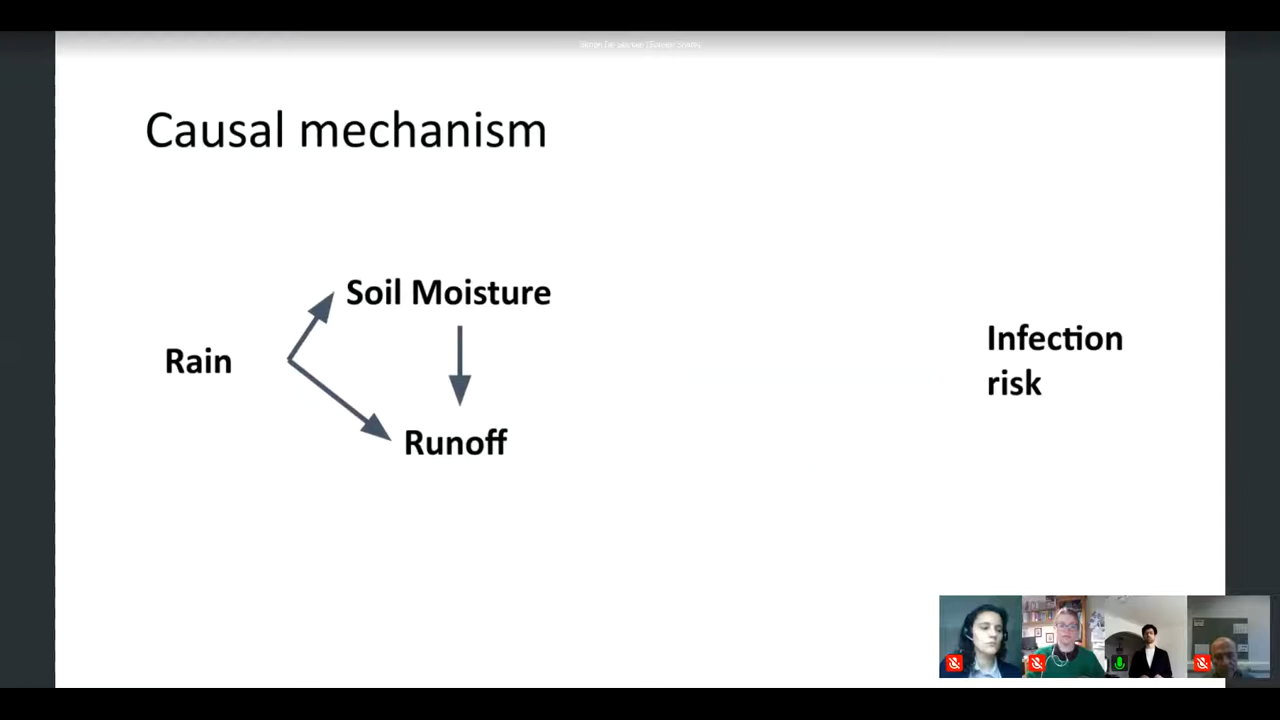 Causal mechanism
Soil Moisture
Rain
Infection
risk
Runoff